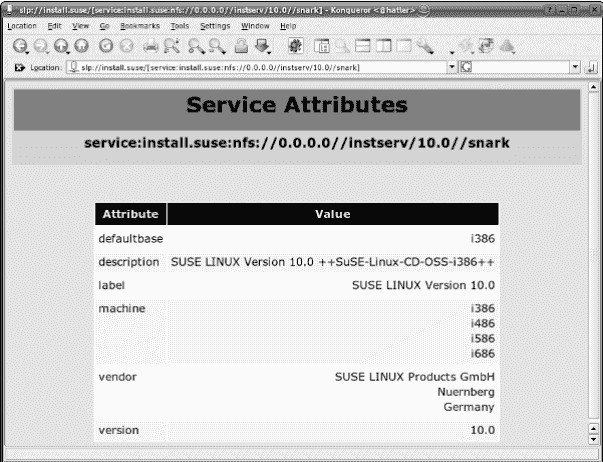 slp://install.suse/[service:install.suse:nfs://0.0.0.0//instserv/10.0//snark] - Konqueror <@hatter>
Location Edit View Go Bookmarks Tools Settings Window Help
Location: slp://install.suse/[service:install.suse:nfs://0.0.0.0//instserv/10.0//snark]
Service Attributes
service:install.suse:nfs://0.0.0.0//instserv/10.0//snark
Attribute Value
defaultbase i386
description SUSE LINUX Version 10.0 ++SuSE-Linux-CD-OSS-i386++
label SUSE LINUX Version 10.0
machine i386
i486
i586
i686
vendor SUSE LINUX Products GmbH
Nuernberg
Germany
version 10.0